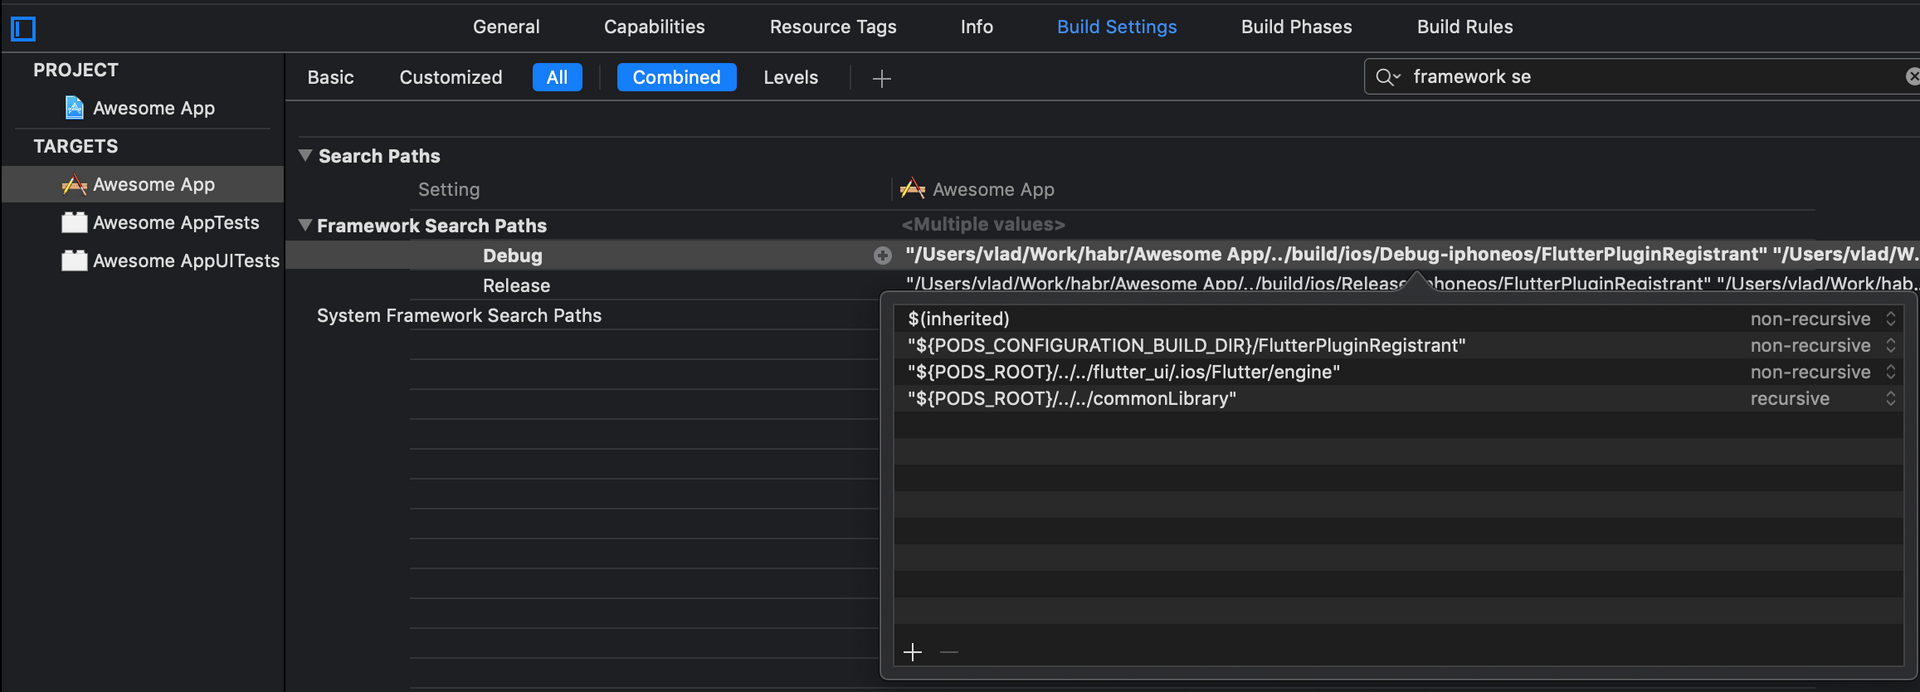 General Capabilities Resource Tags Info Build Settings Build Phases Build Rules
PROJECT
Awesome App
TARGETS
Awesome App
Awesome AppTests
Awesome AppUITests
Basic Customized All Combined Levels
framework se
Search Paths
Setting Awesome App
Framework Search Paths <Multiple values>
Debug "/Users/vlad/Work/habr/Awesome App/../build/ios/Debug-iphoneos/FlutterPluginRegistrant" "/Users/vlad/W...
Release "/Users/vlad/Work/habr/Awesome App/../build/ios/Release-iphoneos/FlutterPluginRegistrant" "/Users/vlad/Work/hab...
System Framework Search Paths
$(inherited) non-recursive
"${PODS_CONFIGURATION_BUILD_DIR}/FlutterPluginRegistrant" non-recursive
"${PODS_ROOT}/../../flutter_ui/.ios/Flutter/engine" non-recursive
"${PODS_ROOT}/../../commonLibrary" recursive